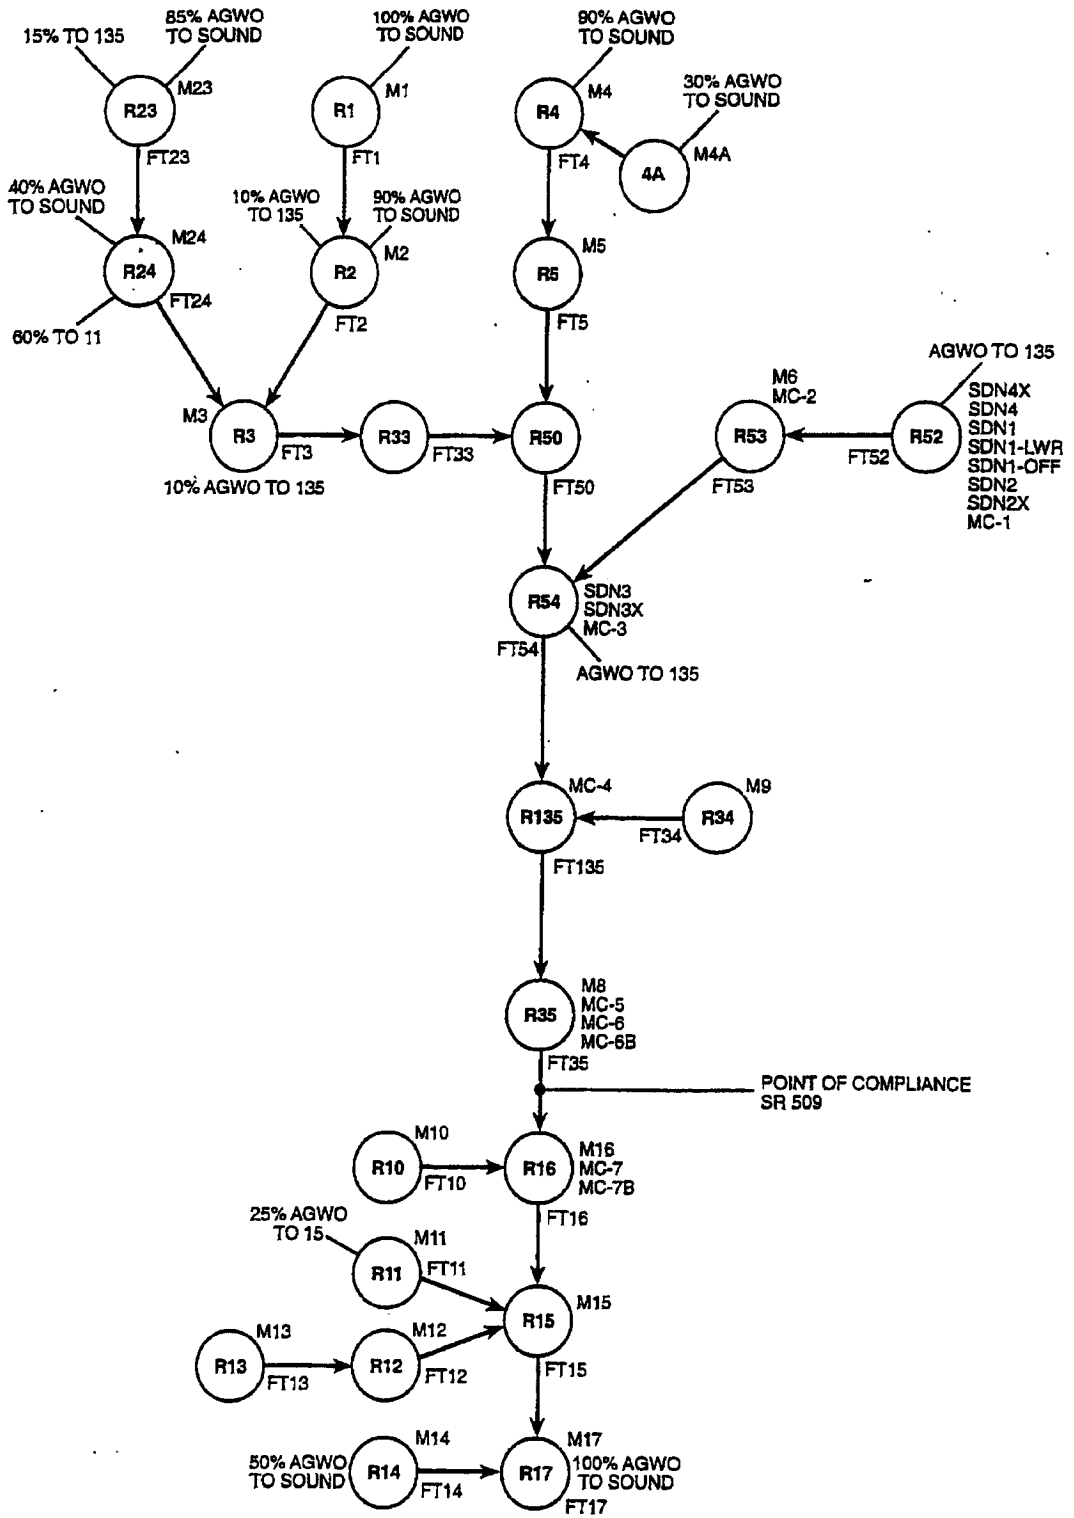 85% AGWO
TO SOUND
15% TO 135
R23
M23
FT23
100% AGWO
TO SOUND
R1
M1
FT1
90% AGWO
TO SOUND
R4
M4
FT4
30% AGWO
TO SOUND
4A
M4A
40% AGWO
TO SOUND
R24
M24
FT24
60% TO 11
10% AGWO
TO 135
90% AGWO
TO SOUND
R2
M2
FT2
R5
M5
FT5
M3
R3
FT3
10% AGWO TO 135
R33
FT33
R50
FT50
M6
MC-2
R53
FT53
AGWO TO 135
R52
FT52
SDN4X
SDN4
SDN1
SDN1-LWR
SDN1-OFF
SDN2
SDN2X
MC-1
R54
SDN3
SDN3X
MC-3
FT54
AGWO TO 135
MC-4
R135
FT135
M9
R34
FT34
R35
M8
MC-5
MC-6
MC-6B
FT35
POINT OF COMPLIANCE
SR 509
M10
R10
FT10
R16
M16
MC-7
MC-7B
FT16
25% AGWO
TO 15
M11
R11
FT11
R15
M15
FT15
M13
R13
FT13
M12
R12
FT12
50% AGWO
TO SOUND
M14
R14
FT14
M17
R17
100% AGWO
TO SOUND
FT17